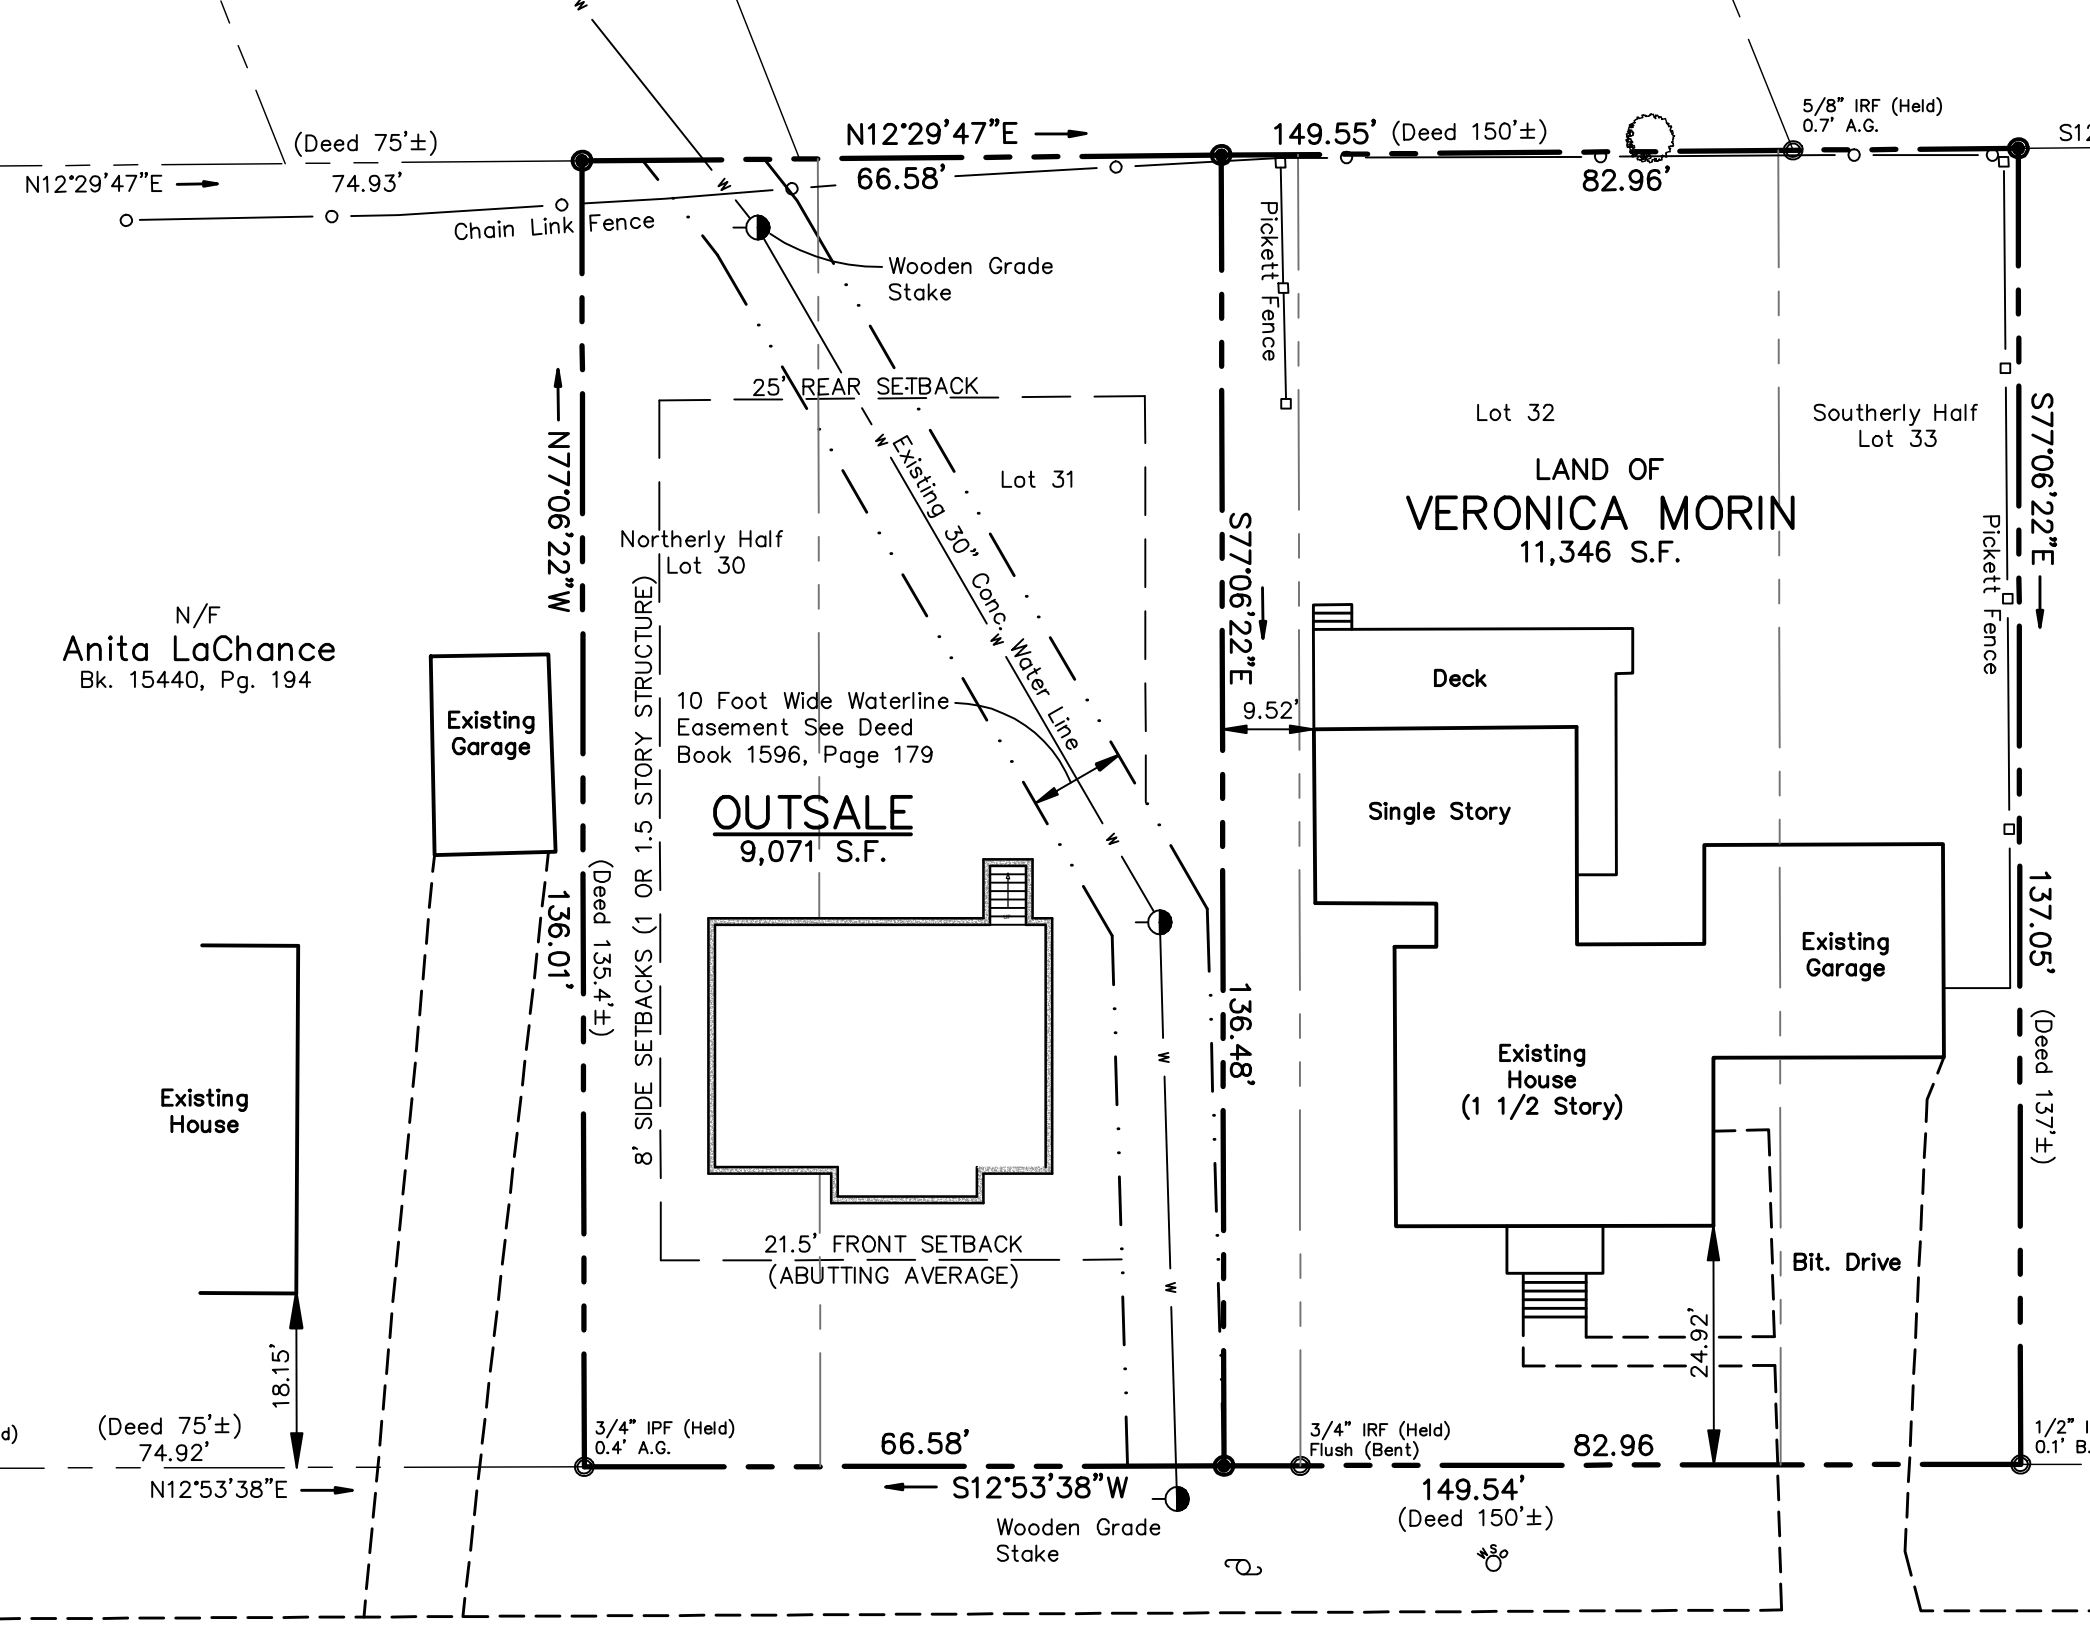 W
(Deed 75'±)
N12°29'47"E
74.93'
N12°29'47"E
66.58'
149.55' (Deed 150'±)
82.96'
5/8" IRF (Held)
0.7' A.G.
S12
Chain Link Fence
W
Wooden Grade
Stake
Pickett Fence
25' REAR SETBACK
W
Existing 30" Conc. Water Line
W
Lot 31
Lot 32
Southerly Half
Lot 33
LAND OF
VERONICA MORIN
11,346 S.F.
N77°06'22"W
S77°06'22"E
S77°06'22"E
Pickett Fence
Northerly Half
Lot 30
N/F
Anita LaChance
Bk. 15440, Pg. 194
Existing
Garage
8' SIDE SETBACKS (1 OR 1.5 STORY STRUCTURE)
10 Foot Wide Waterline
Easement See Deed
Book 1596, Page 179
9.52'
Deck
Single Story
OUTSALE
9,071 S.F.
W
136.01'
(Deed 135.4'±)
136.48'
137.05'
(Deed 137'±)
Existing
Garage
W
Existing
House
(1 1/2 Story)
Existing
House
21.5' FRONT SETBACK
(ABUTTING AVERAGE)
W
Bit. Drive
18.15'
24.92'
d)
(Deed 75'±)
74.92'
N12°53'38"E
3/4" IPF (Held)
0.4' A.G.
66.58'
S12°53'38"W
3/4" IRF (Held)
Flush (Bent)
82.96
149.54'
(Deed 150'±)
1/2" I
0.1' B.
Wooden Grade
Stake
WSO